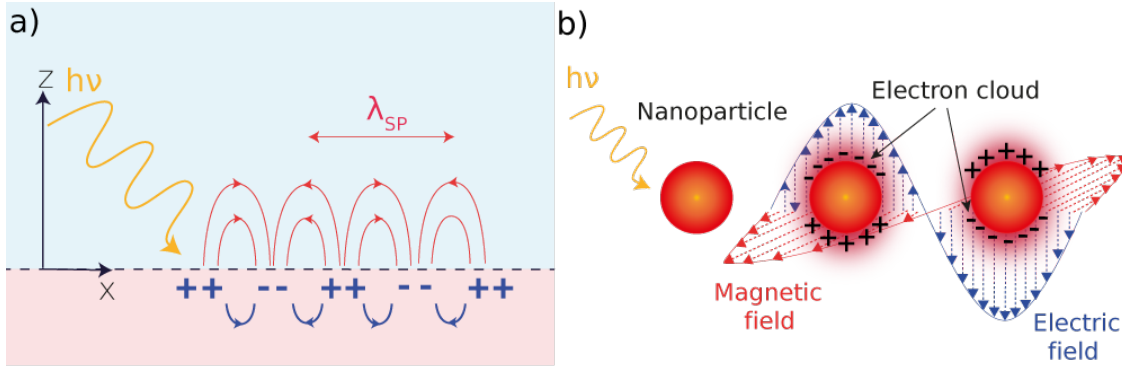 a)
Z
hν
λSP
X
++ -- ++ -- ++
b)
hν
Nanoparticle
Electron cloud
- - - - - -
+++++
+++++
- - - - - -
Magnetic
field
Electric
field